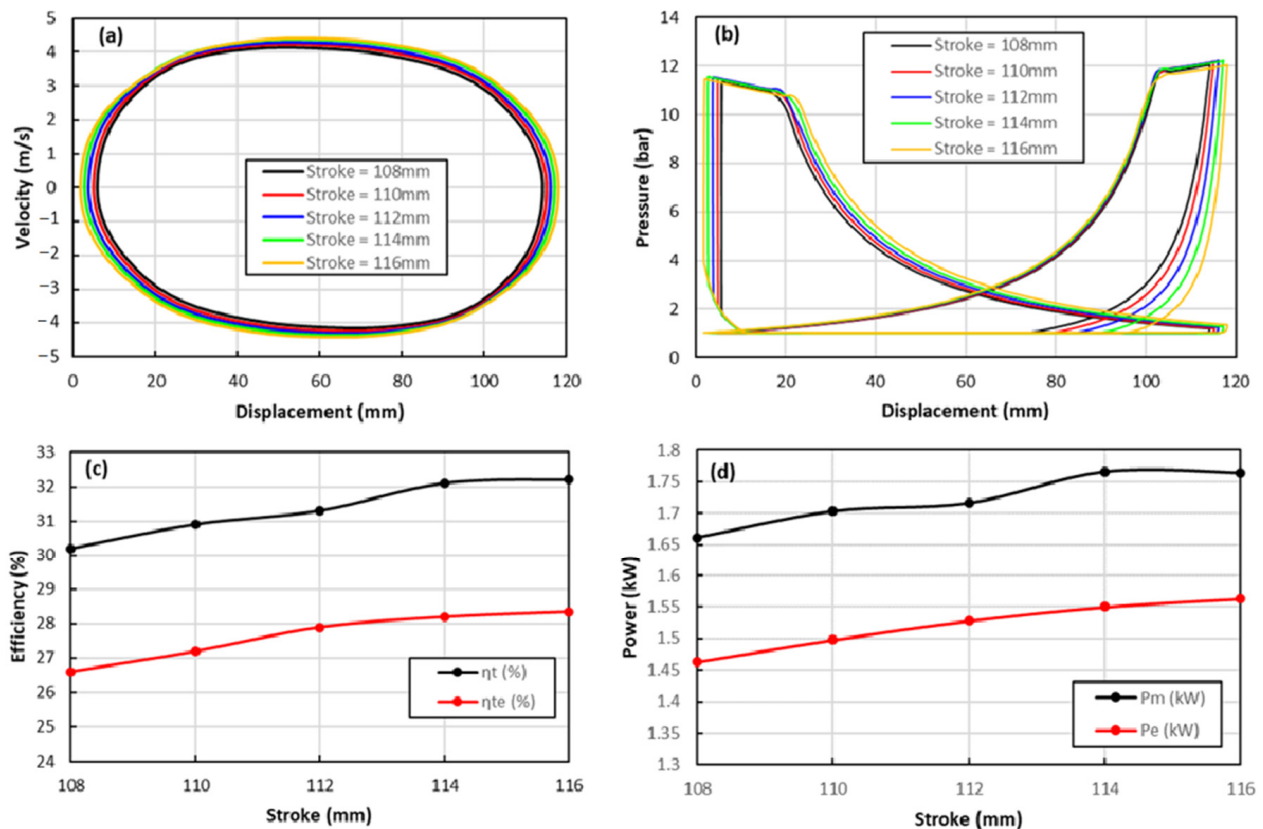 (a)
5
4
3
2
1
0
−1
−2
−3
−4
−5
Velocity (m/s)
Stroke = 108mm
Stroke = 110mm
Stroke = 112mm
Stroke = 114mm
Stroke = 116mm
0 20 40 60 80 100 120
Displacement (mm)
(b)
14
12
10
8
6
4
2
0
Pressure (bar)
Stroke = 108mm
Stroke = 110mm
Stroke = 112mm
Stroke = 114mm
Stroke = 116mm
0 20 40 60 80 100 120
Displacement (mm)
(c)
33
32
31
30
29
28
27
26
25
24
Efficiency (%)
ηt (%)
ηte (%)
108 110 112 114 116
Stroke (mm)
(d)
1.8
1.75
1.7
1.65
1.6
1.55
1.5
1.45
1.4
1.35
1.3
Power (kW)
Pm (kW)
Pe (kW)
108 110 112 114 116
Stroke (mm)